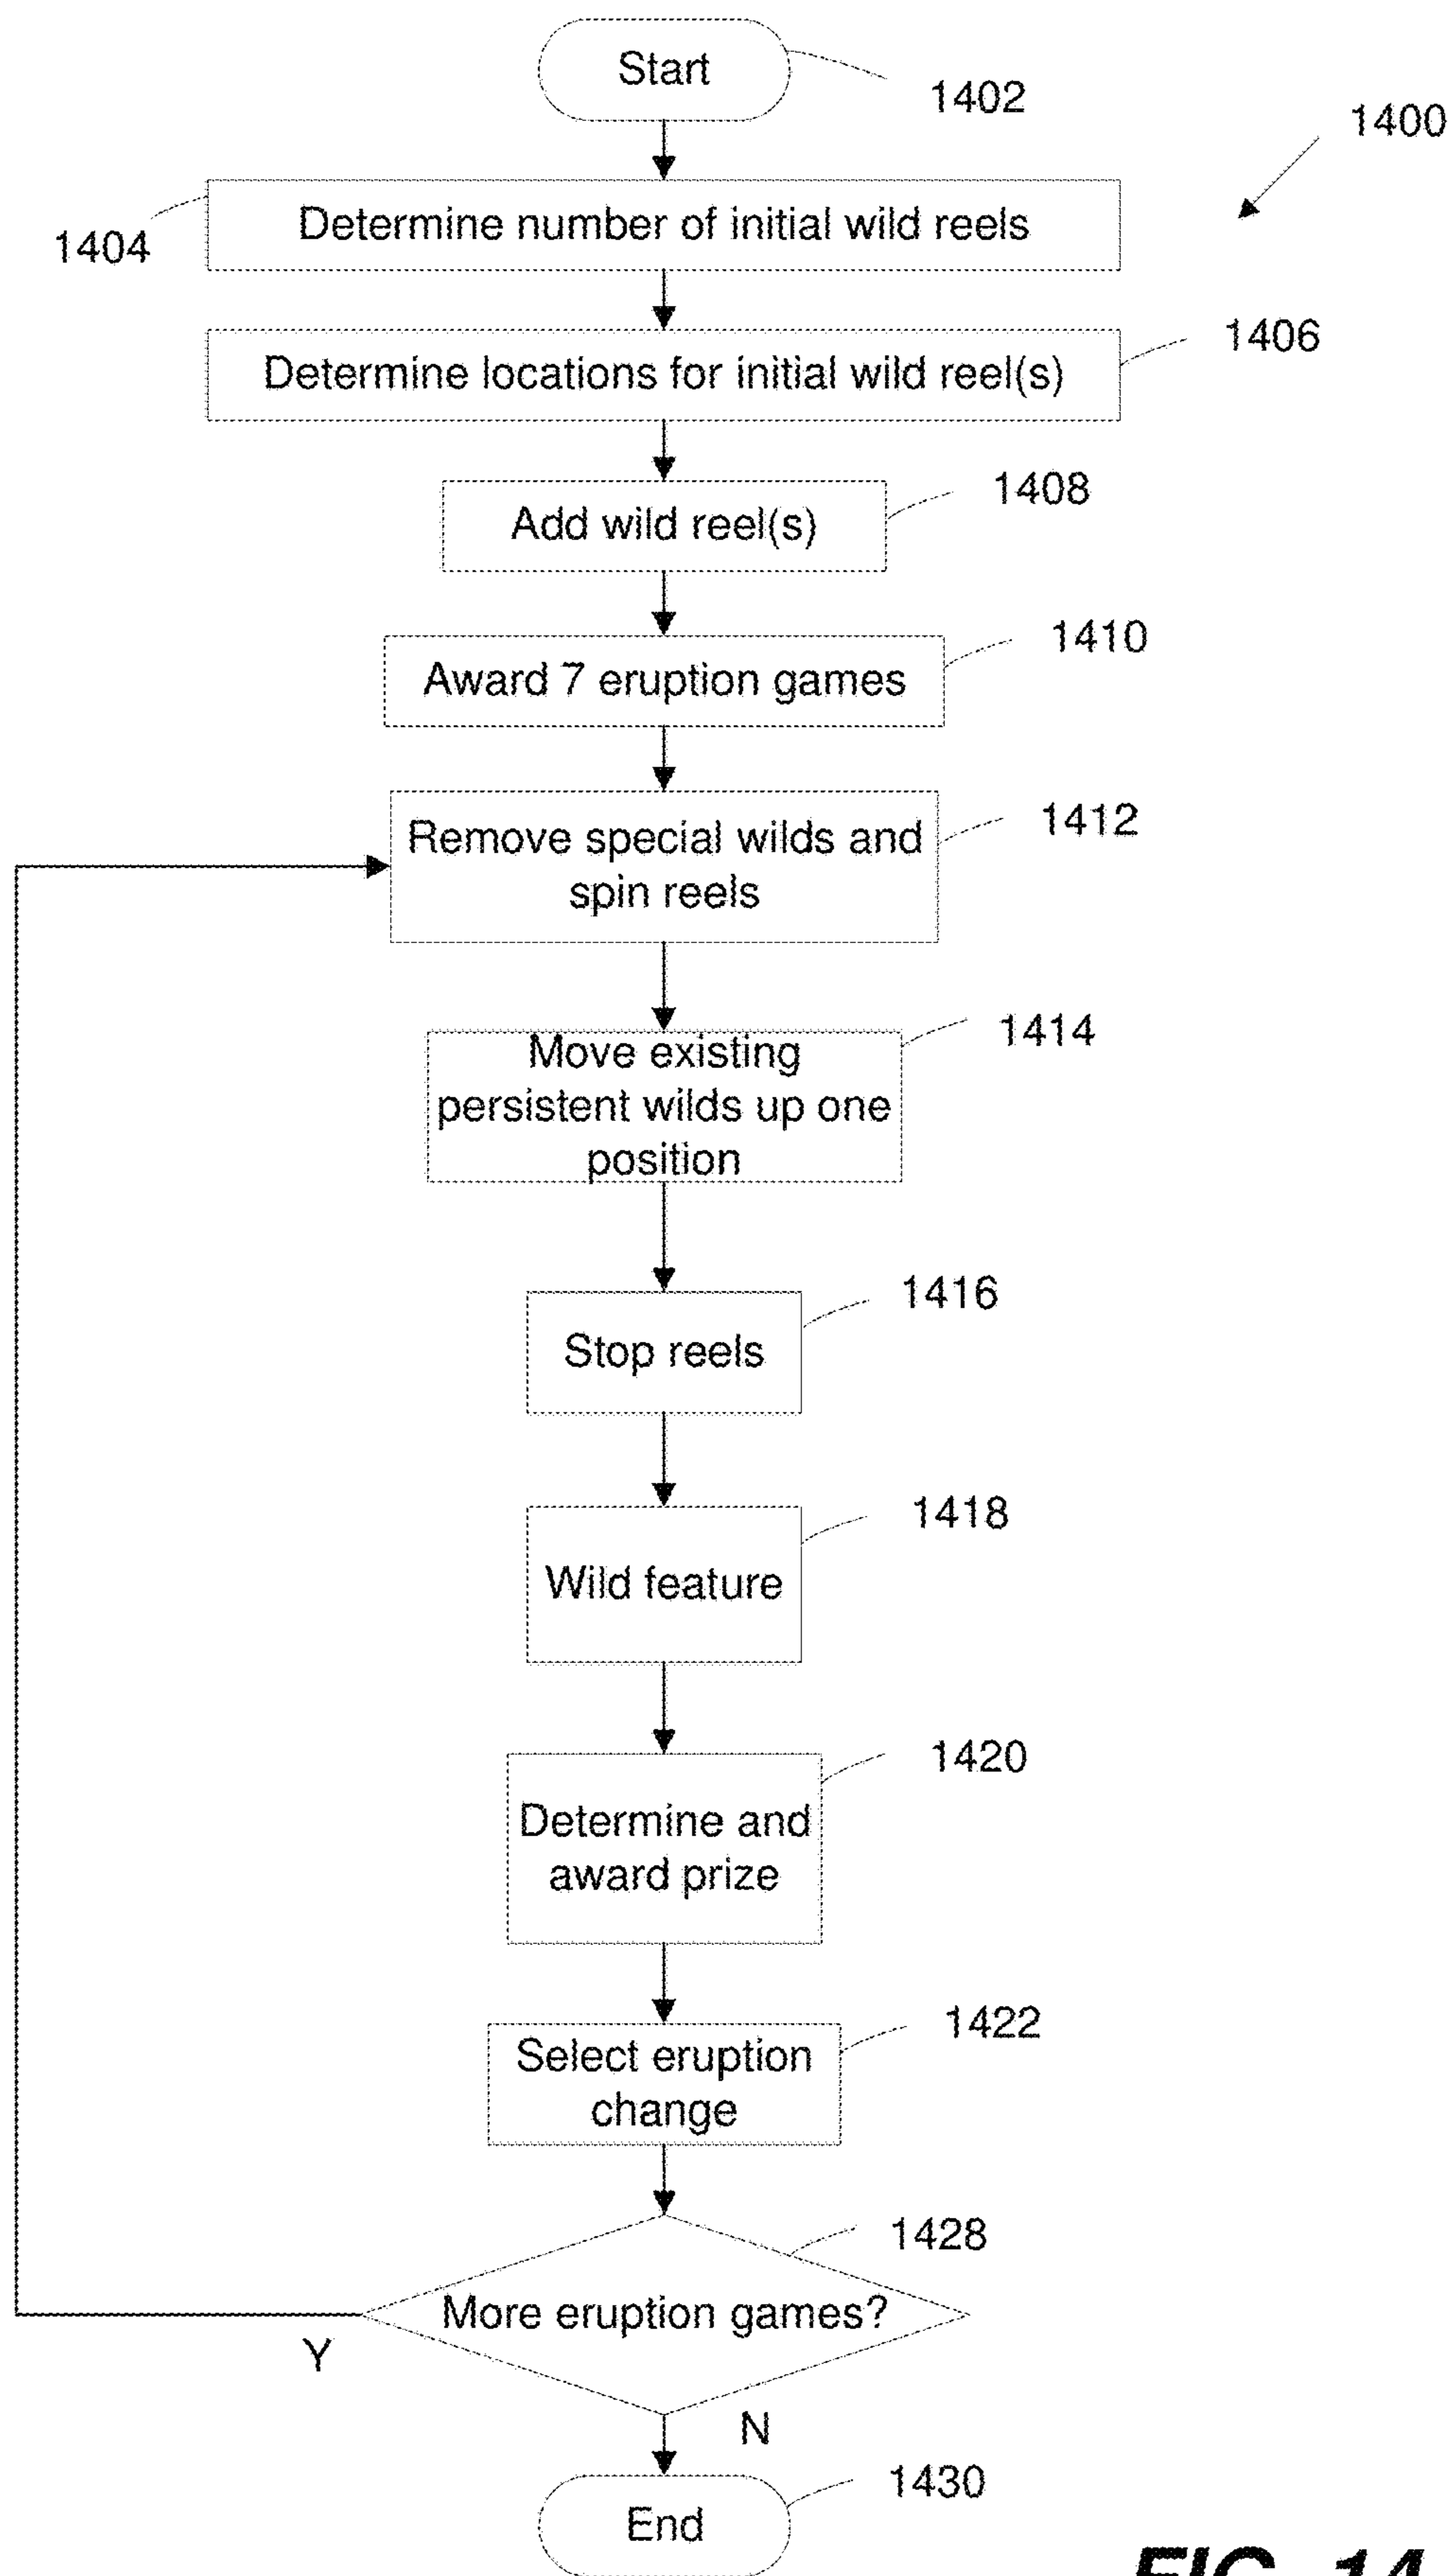 Start
1402
1400
Determine number of initial wild reels
1404
1406
Determine locations for initial wild reel(s)
1408
Add wild reel(s)
1410
Award 7 eruption games
1412
Remove special wilds and
spin reels
1414
Move existing
persistent wilds up one
position
1416
Stop reels
1418
Wild feature
1420
Determine and
award prize
1422
Select eruption
change
1428
More eruption games?
Y
N
1430
End
FIG. 14